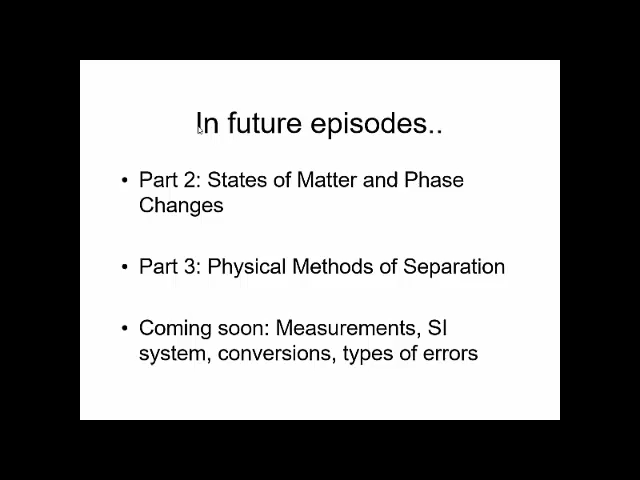 In future episodes..
• Part 2: States of Matter and Phase
Changes
• Part 3: Physical Methods of Separation
• Coming soon: Measurements, SI
system, conversions, types of errors